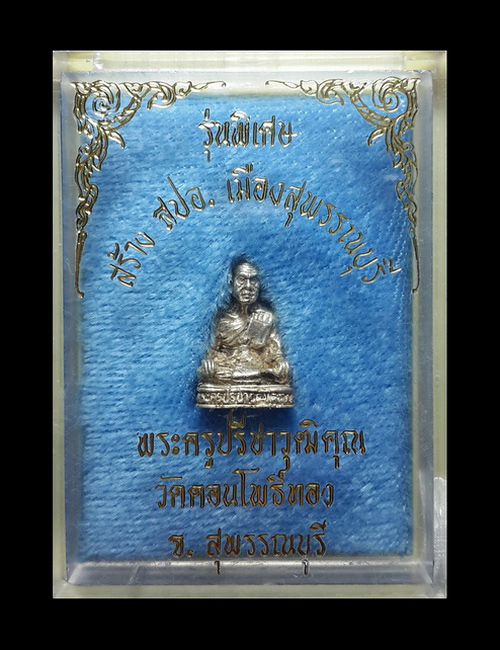 รุ่นพิเศษ
สร้าง สปอ. เมืองสุพรรณบุรี
พระครูปรีชาวุฒิคุณ
วัดดอนโพธิ์ทอง
จ. สุพรรณบุรี